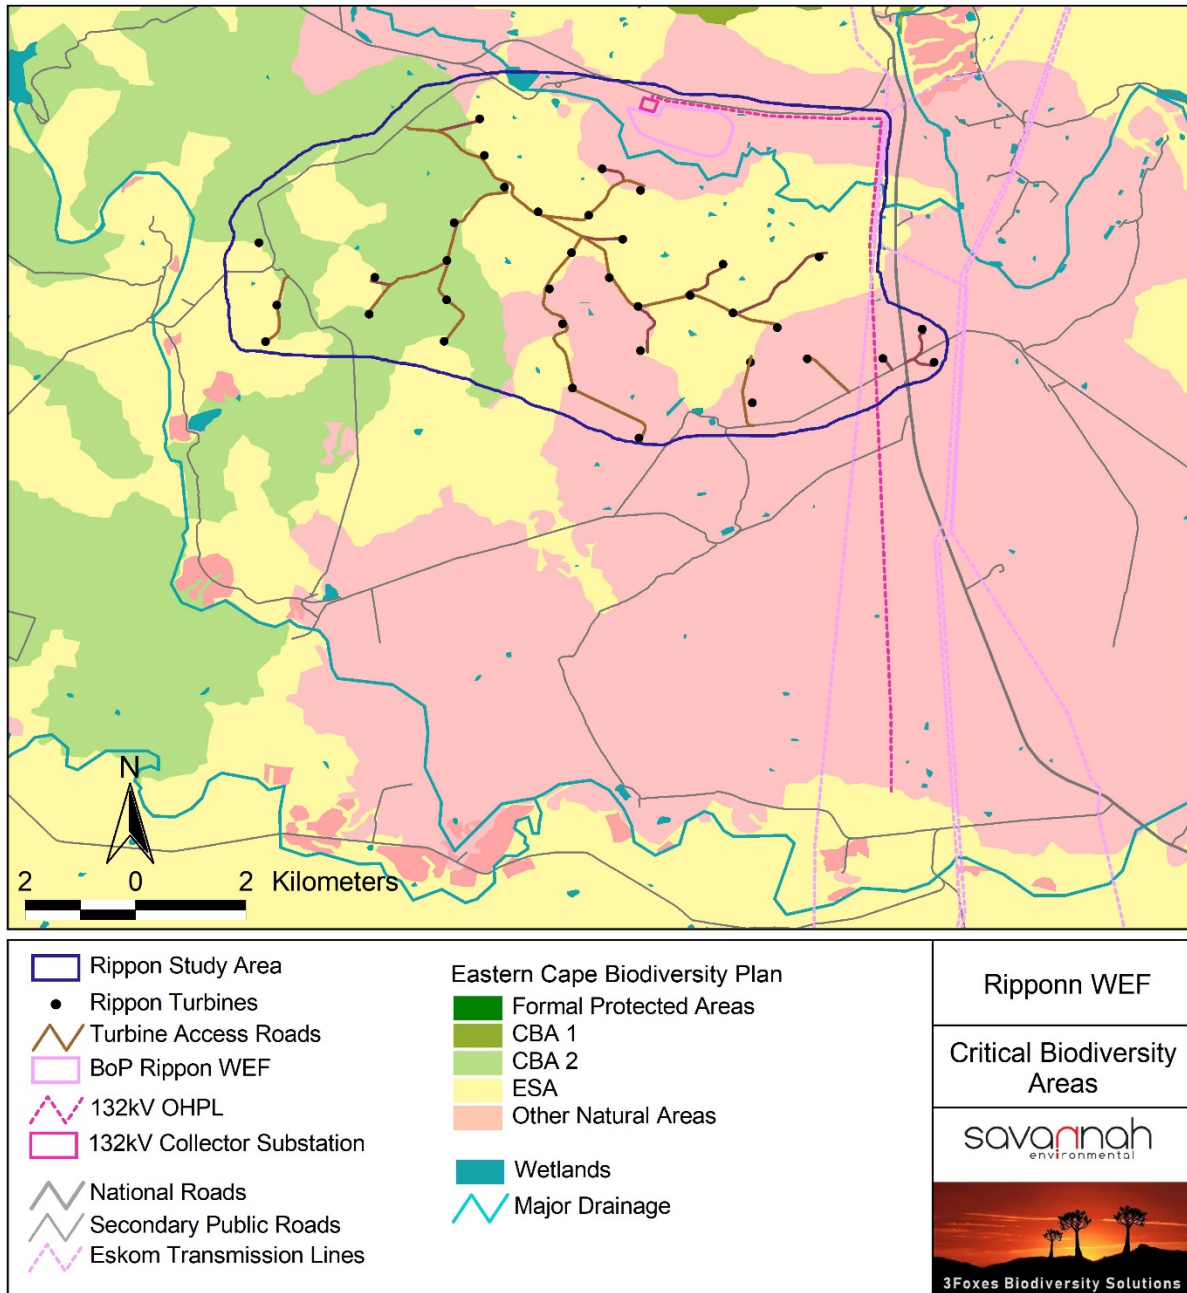 N
2 0 2 Kilometers
Rippon Study Area
Rippon Turbines
Turbine Access Roads
BoP Rippon WEF
132kV OHPL
132kV Collector Substation
National Roads
Secondary Public Roads
Eskom Transmission Lines
Eastern Cape Biodiversity Plan
Formal Protected Areas
CBA 1
CBA 2
ESA
Other Natural Areas
Wetlands
Major Drainage
Ripponn WEF
Critical Biodiversity
Areas
savannah
environmental
3Foxes Biodiversity Solutions